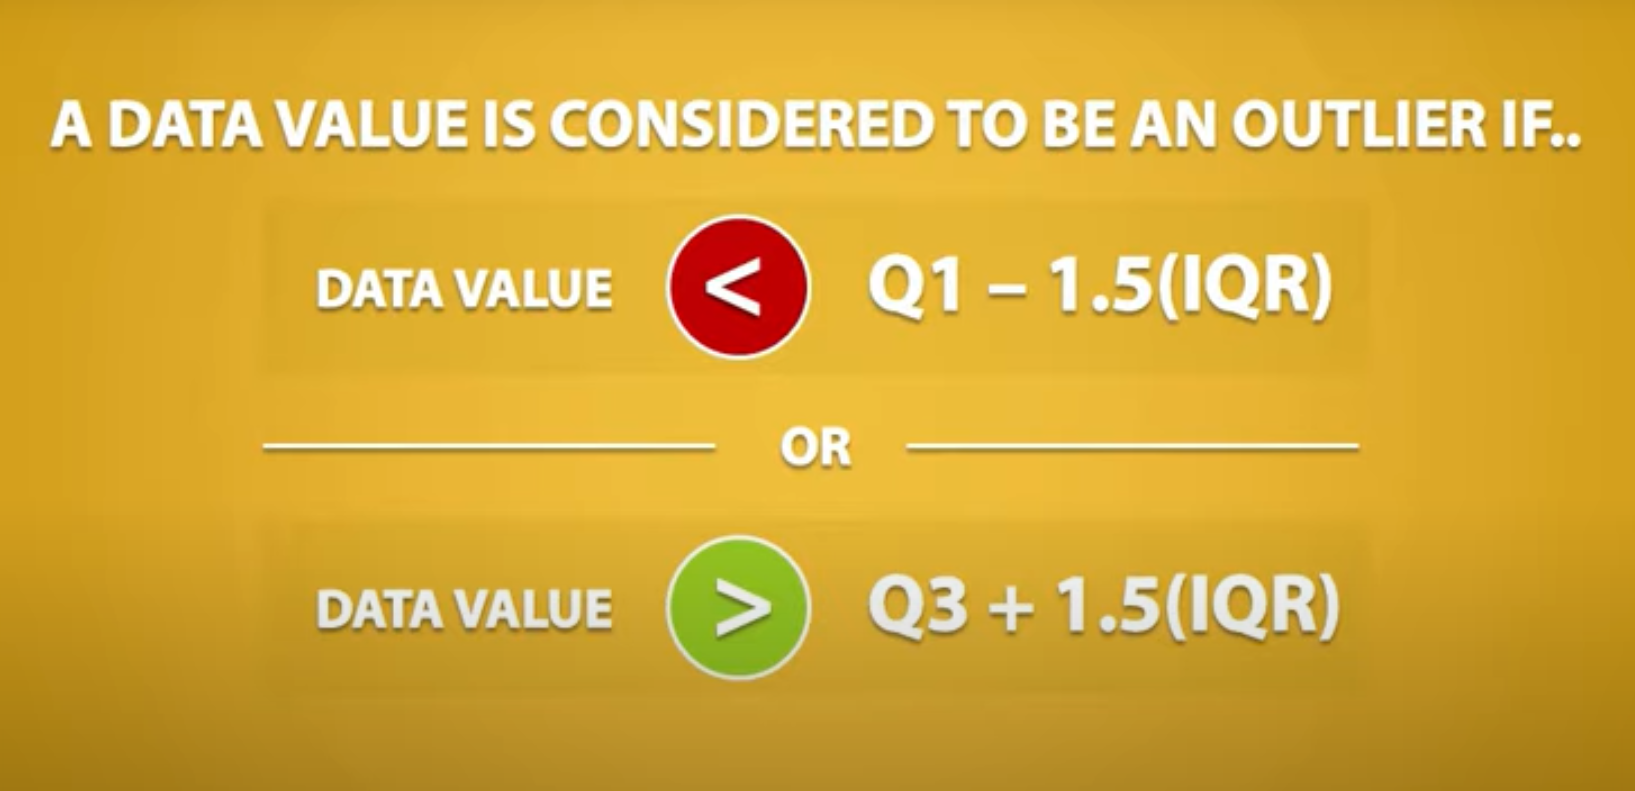 A DATA VALUE IS CONSIDERED TO BE AN OUTLIER IF..
DATA VALUE < Q1 – 1.5(IQR)
OR
DATA VALUE > Q3 + 1.5(IQR)